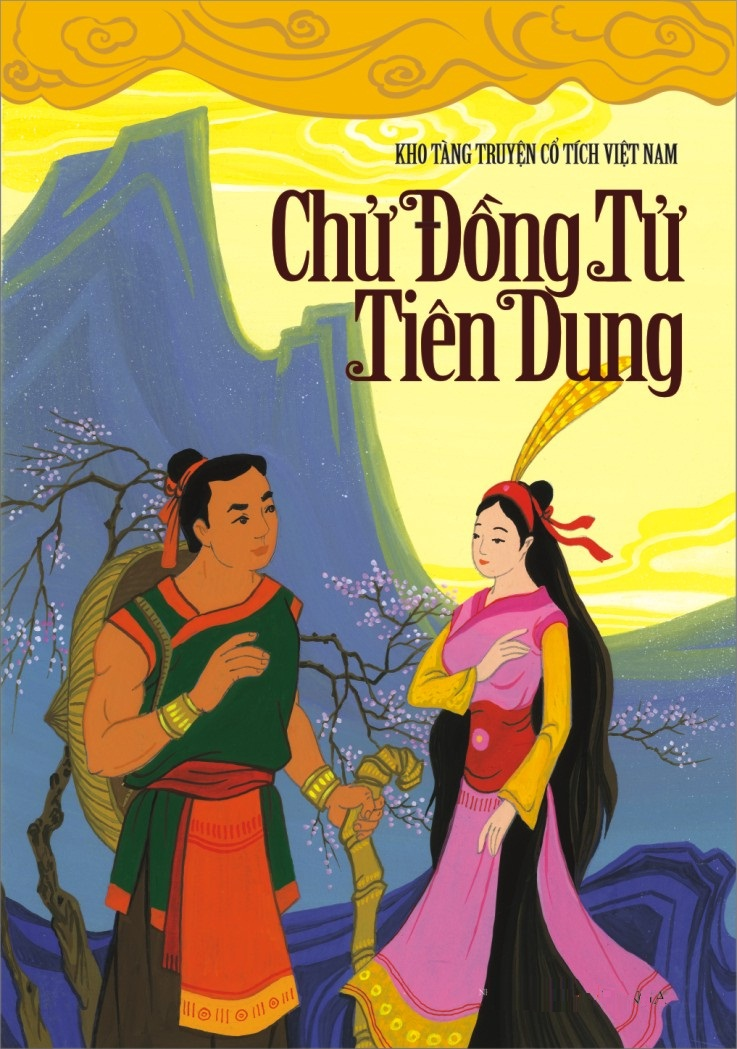 KHO TÀNG TRUYỆN CỔ TÍCH VIỆT NAM
Chử Đồng Tử
Tiên Dung